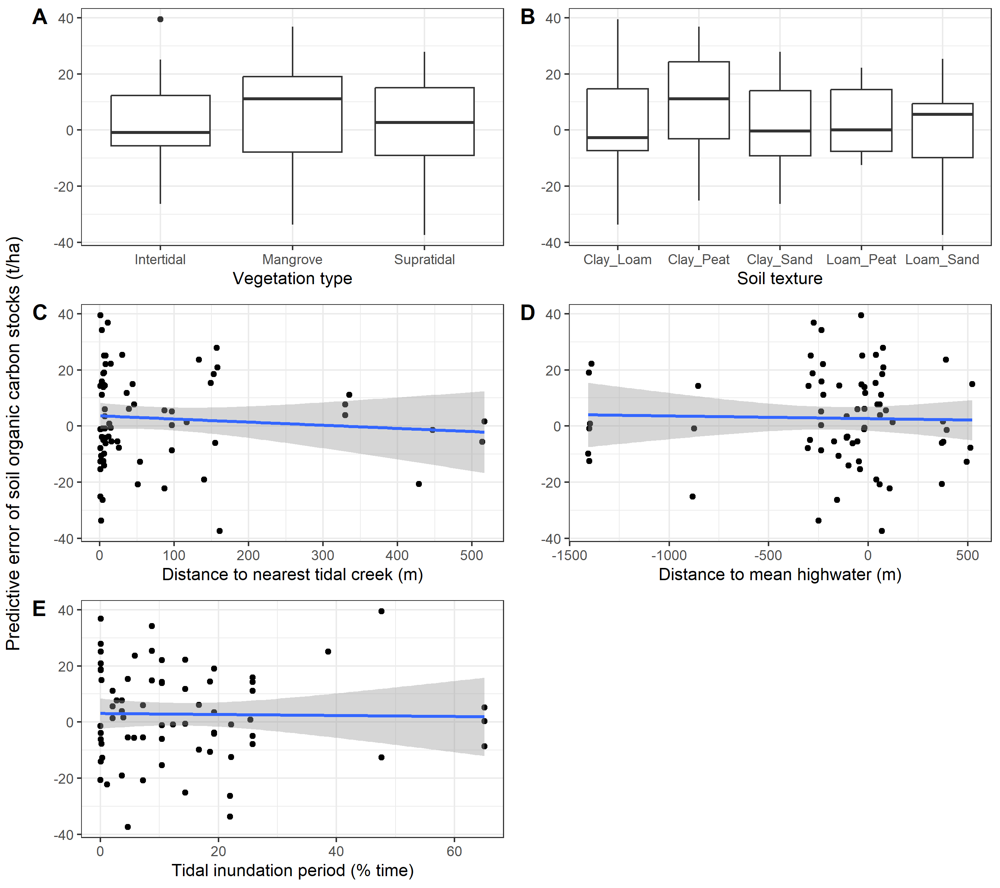 Predictive error of soil organic carbon stocks (t/ha)
A
40
20
0
-20
-40
Intertidal Mangrove Supratidal
Vegetation type
B
40
20
0
-20
-40
Clay_Loam Clay_Peat Clay_Sand Loam_Peat Loam_Sand
Soil texture
C
40
20
0
-20
-40
0 100 200 300 400 500
Distance to nearest tidal creek (m)
D
40
20
0
-20
-40
-1500 -1000 -500 0 500
Distance to mean highwater (m)
E
40
20
0
-20
-40
0 20 40 60
Tidal inundation period (% time)